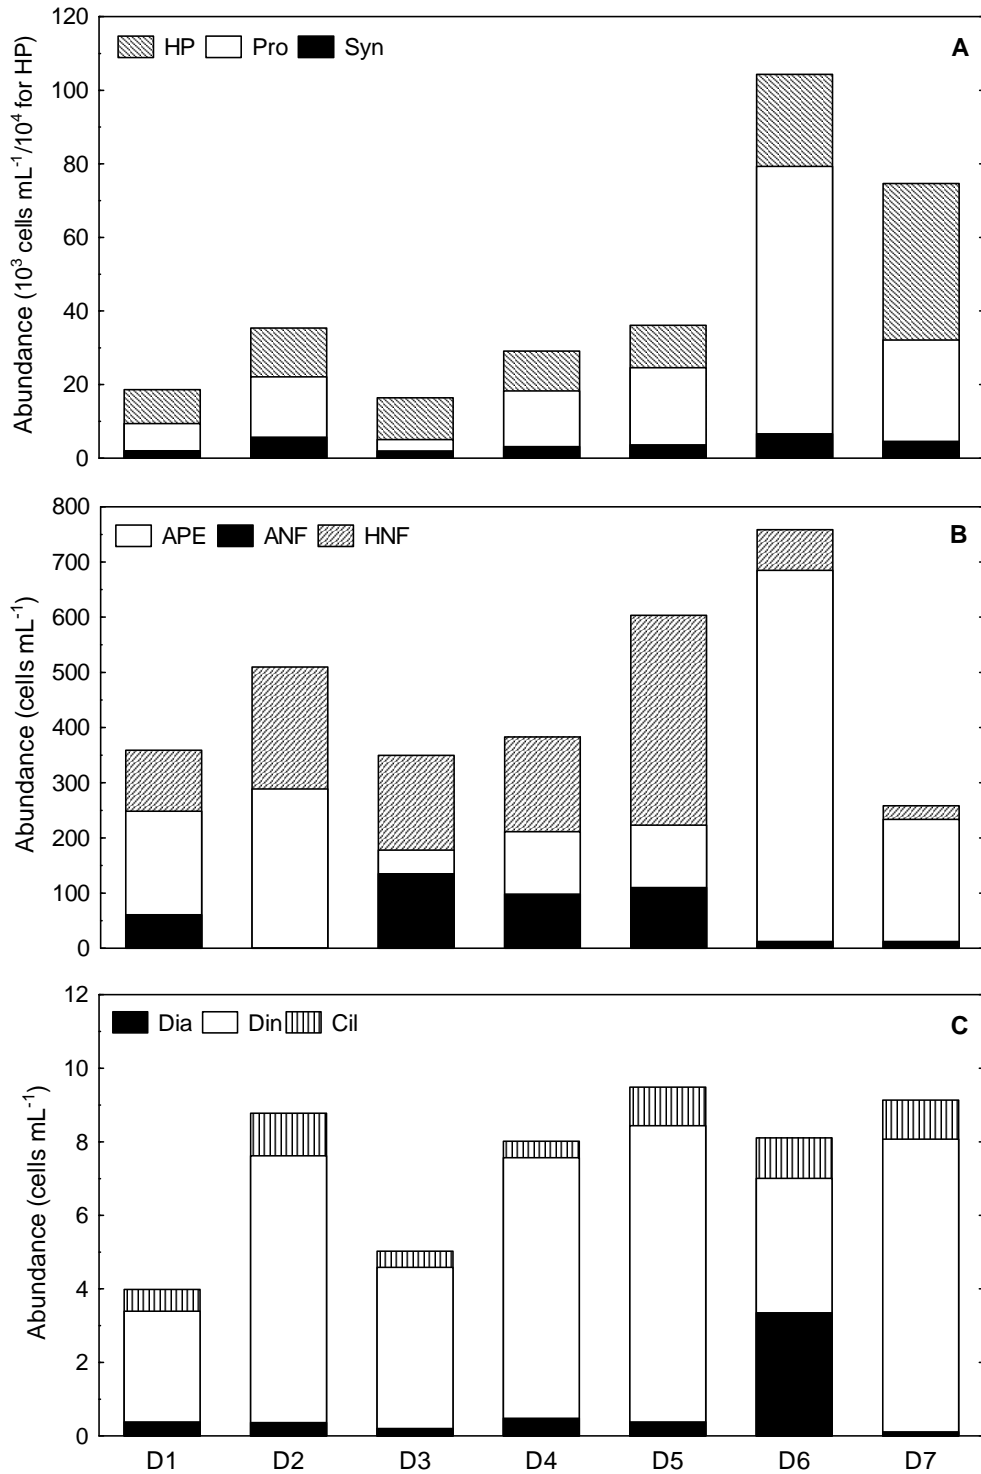 120
100
80
60
40
20
0
Abundance (10³ cells mL⁻¹/10⁴ for HP)
HP Pro Syn
A
800
700
600
500
400
300
200
100
0
Abundance (cells mL⁻¹)
APE ANF HNF
B
12
10
8
6
4
2
0
Abundance (cells mL⁻¹)
Dia Din Cil
C
D1 D2 D3 D4 D5 D6 D7